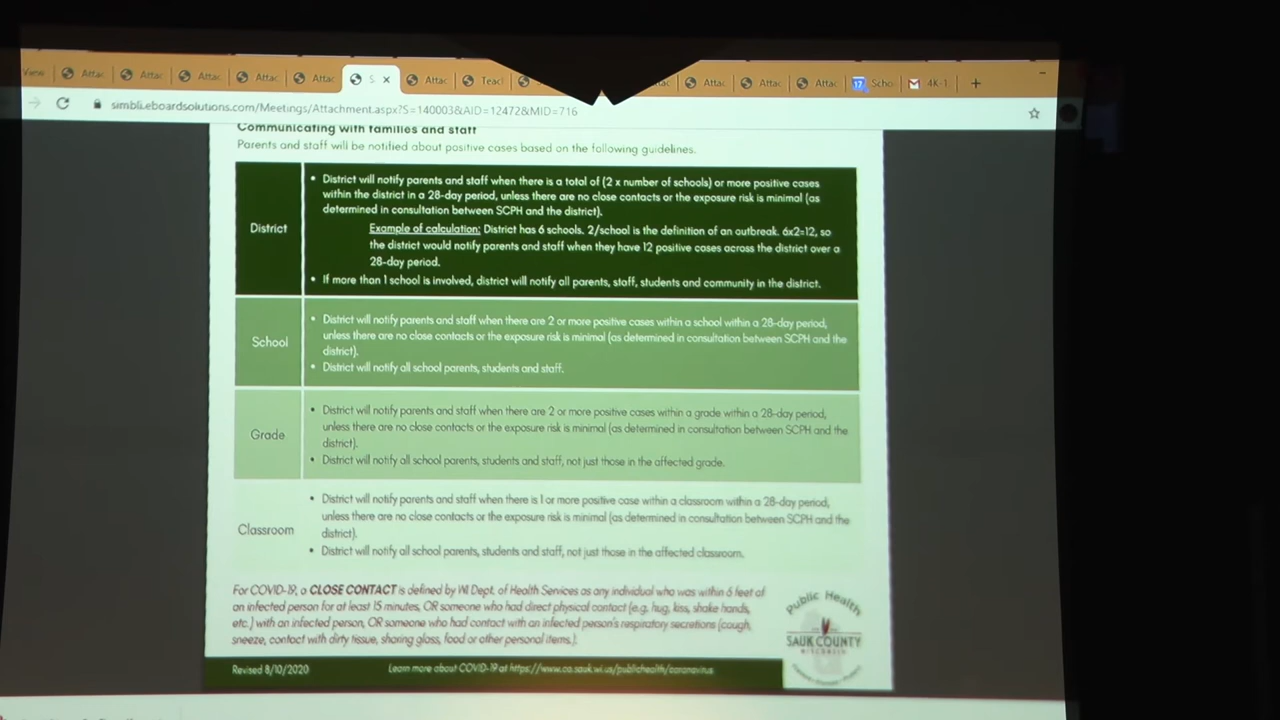 View Attac Attac Attac Attac Attac S Attac Teac Attac Attac Attac 17 Scho 4K-1
simbli.eboardsolutions.com/Meetings/Attachment.aspx?S=140003&AID=12472&MID=716
Communicating with families and staff
Parents and staff will be notified about positive cases based on the following guidelines.
District
• District will notify parents and staff when there is a total of (2 x number of schools) or more positive cases
within the district in a 28-day period, unless there are no close contacts or the exposure risk is minimal (as
determined in consultation between SCPH and the district).
Example of calculation: District has 6 schools. 2/school is the definition of an outbreak. 6x2=12, so
the district would notify parents and staff when they have 12 positive cases across the district over a
28-day period.
• If more than 1 school is involved, district will notify all parents, staff, students and community in the district.
School
• District will notify parents and staff when there are 2 or more positive cases within a school within a 28-day period,
unless there are no close contacts or the exposure risk is minimal (as determined in consultation between SCPH and the
district).
• District will notify all school parents, students and staff.
Grade
• District will notify parents and staff when there are 2 or more positive cases within a grade within a 28-day period,
unless there are no close contacts or the exposure risk is minimal (as determined in consultation between SCPH and the
district).
• District will notify all school parents, students and staff, not just those in the affected grade.
Classroom
• District will notify parents and staff when there is 1 or more positive case within a classroom within a 28-day period,
unless there are no close contacts or the exposure risk is minimal (as determined in consultation between SCPH and the
district).
• District will notify all school parents, students and staff, not just those in the affected classroom.
For COVID-19, a CLOSE CONTACT is defined by WI Dept. of Health Services as any individual who was within 6 feet of
an infected person for at least 15 minutes, OR someone who had direct physical contact (e.g. hug, kiss, shake hands,
etc.) with an infected person, OR someone who had contact with an infected person's respiratory secretions (cough,
sneeze, contact with dirty tissue, sharing glass, food or other personal items.).
Public Health
SAUK COUNTY
WISCONSIN
Revised 8/10/2020
Learn more about COVID-19 at https://www.co.sauk.wi.us/publichealth/coronavirus